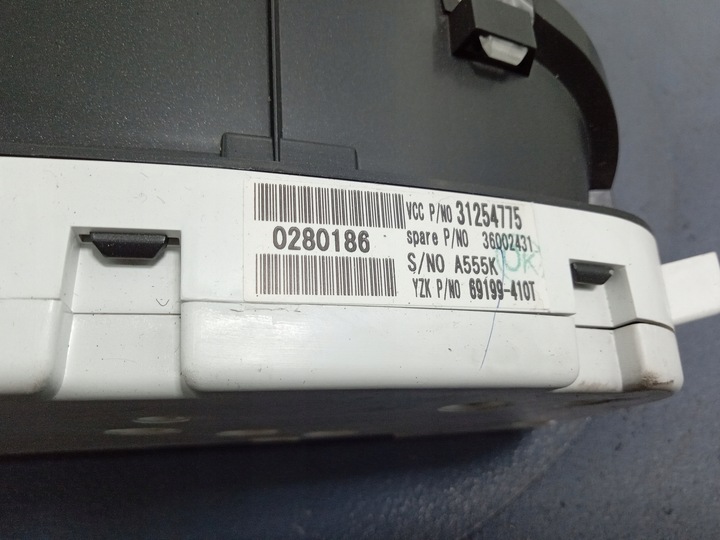 0280186
VCC P/NO 31254775
spare P/NO 36002431
S/NO A555K
OK
YZK P/NO 69199-410T